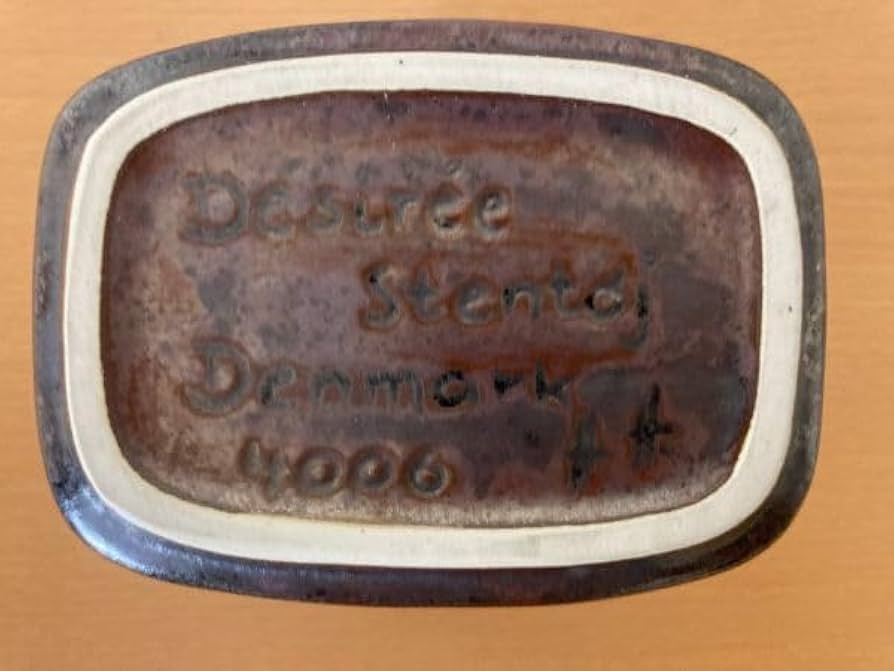 Désirée
Stentøj
Denmark
4006